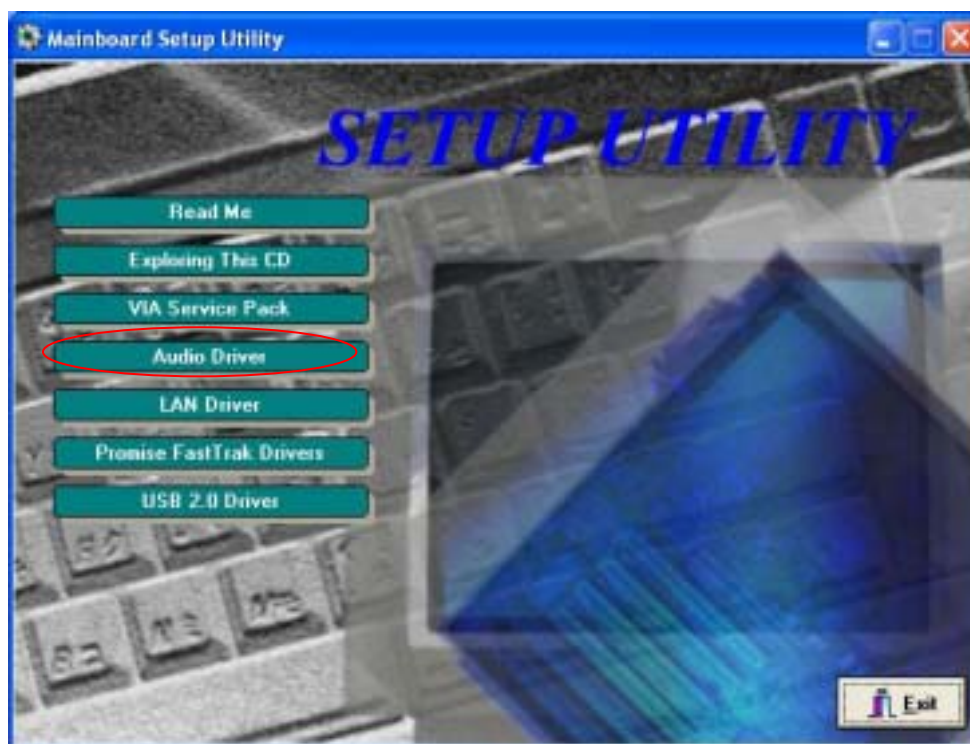 Mainboard Setup Utility
SETUP UTILITY
Read Me
Exploring This CD
VIA Service Pack
Audio Driver
LAN Driver
Promise FastTrak Drivers
USB 2.0 Driver
Exit